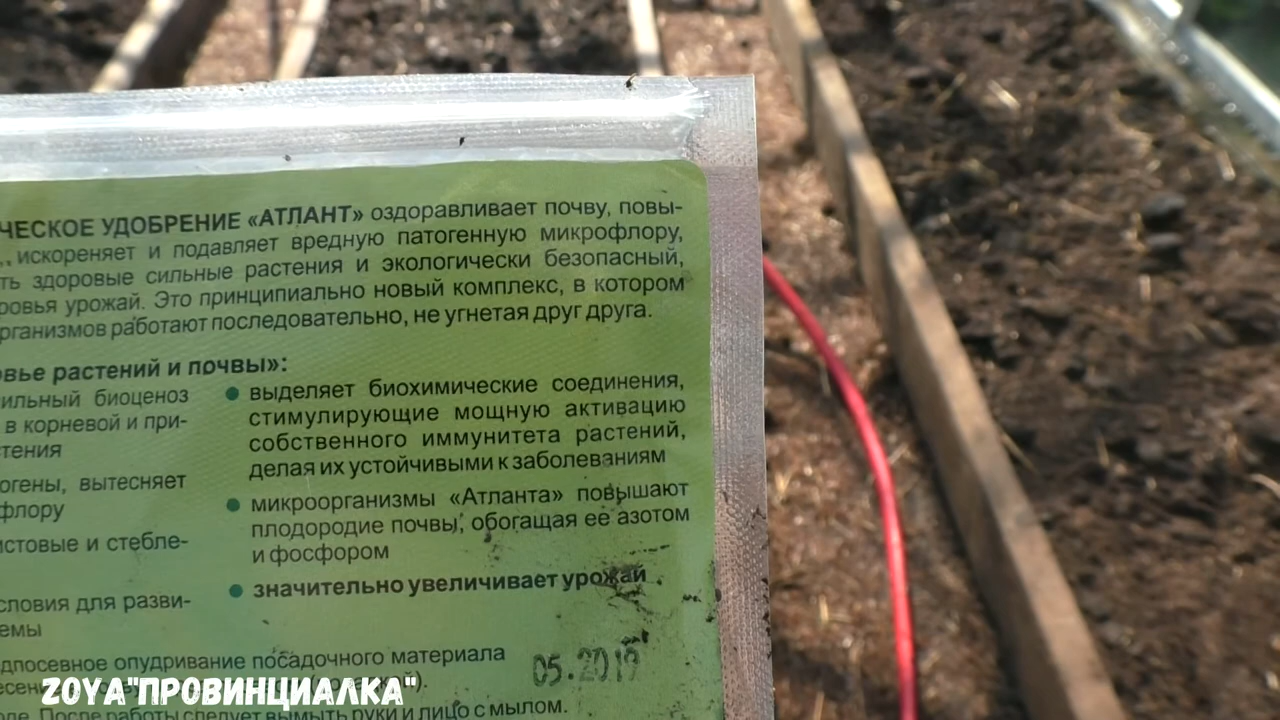 ЧЕСКОЕ УДОБРЕНИЕ «АТЛАНТ» оздоравливает почву, повы-
искореняет и подавляет вредную патогенную микрофлору,
ть здоровые сильные растения и экологически безопасный,
ровья урожай. Это принципиально новый комплекс, в котором
рганизмов работают последовательно, не угнетая друг друга.
овье растений и почвы»:
ильный биоценоз
в корневой и при-
стения
огены, вытесняет
флору
истовые и стебле-
словия для разви-
емы
выделяет биохимические соединения,
стимулирующие мощную активацию
собственного иммунитета растений,
делая их устойчивыми к заболеваниям
микроорганизмы «Атланта» повышают
плодородие почвы, обогащая ее азотом
и фосфором
значительно увеличивает урожай
дпосевное опудривание посадочного материала
05.2019
После работы следует вымыть руки и лицо с мылом.
ZOYA"ПРОВИНЦИАЛКА"